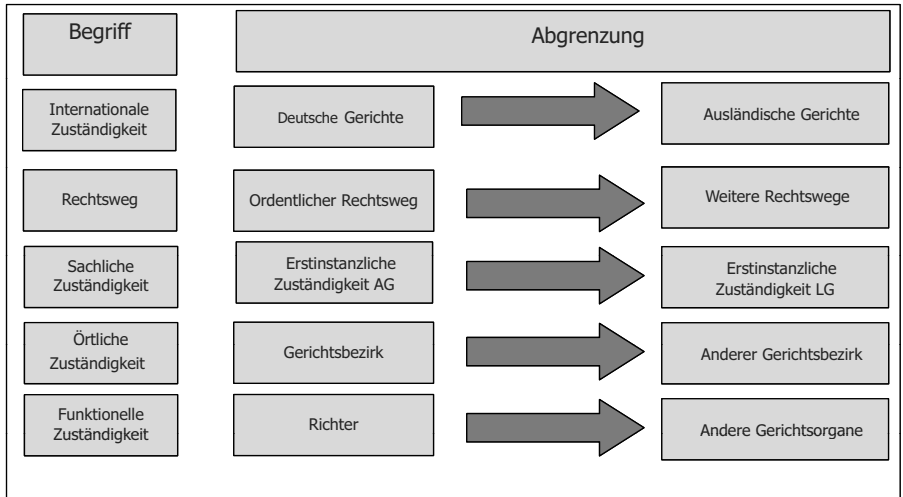 Begriff
Abgrenzung
Internationale
Zuständigkeit
Deutsche Gerichte
Ausländische Gerichte
Rechtsweg
Ordentlicher Rechtsweg
Weitere Rechtswege
Sachliche
Zuständigkeit
Erstinstanzliche
Zuständigkeit AG
Erstinstanzliche
Zuständigkeit LG
Örtliche
Zuständigkeit
Gerichtsbezirk
Anderer Gerichtsbezirk
Funktionelle
Zuständigkeit
Richter
Andere Gerichtsorgane